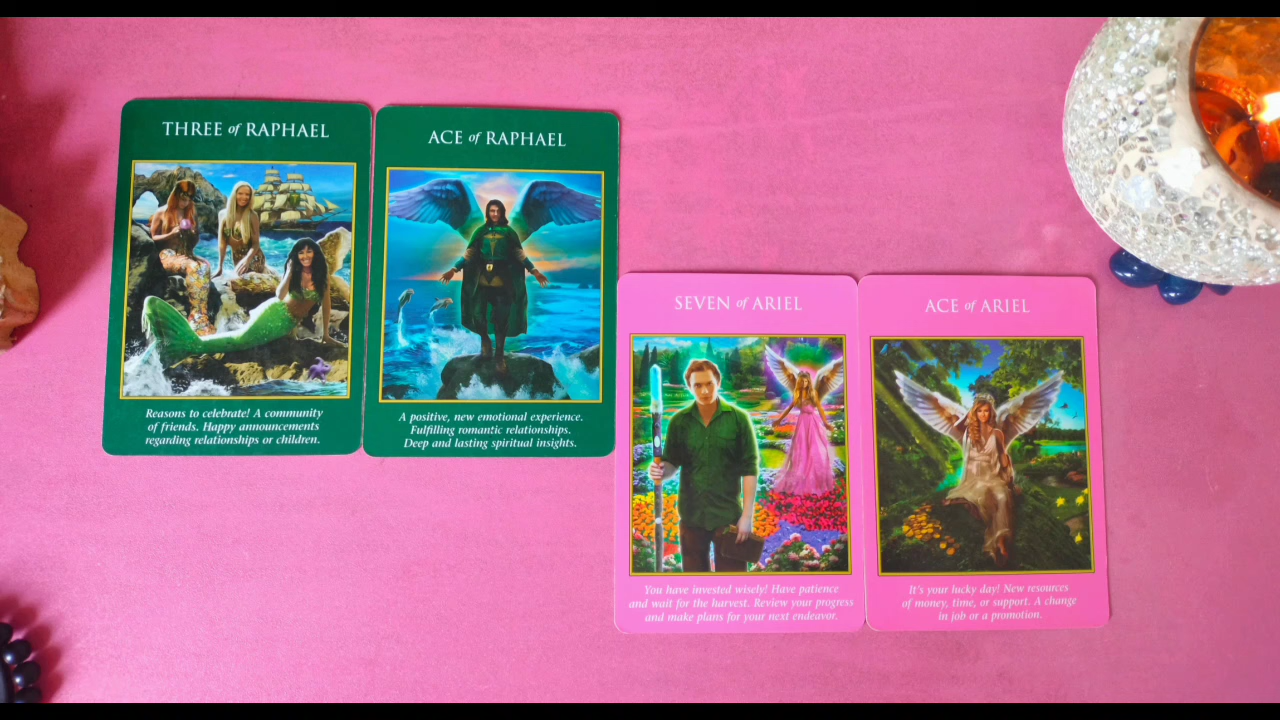 THREE of RAPHAEL
Reasons to celebrate! A community
of friends. Happy announcements
regarding relationships or children.
ACE of RAPHAEL
A positive, new emotional experience.
Fulfilling romantic relationships.
Deep and lasting spiritual insights.
SEVEN of ARIEL
You have invested wisely! Have patience
and wait for the harvest. Review your progress
and make plans for your next endeavor.
ACE of ARIEL
It's your lucky day! New resources
of money, time, or support. A change
in job or a promotion.